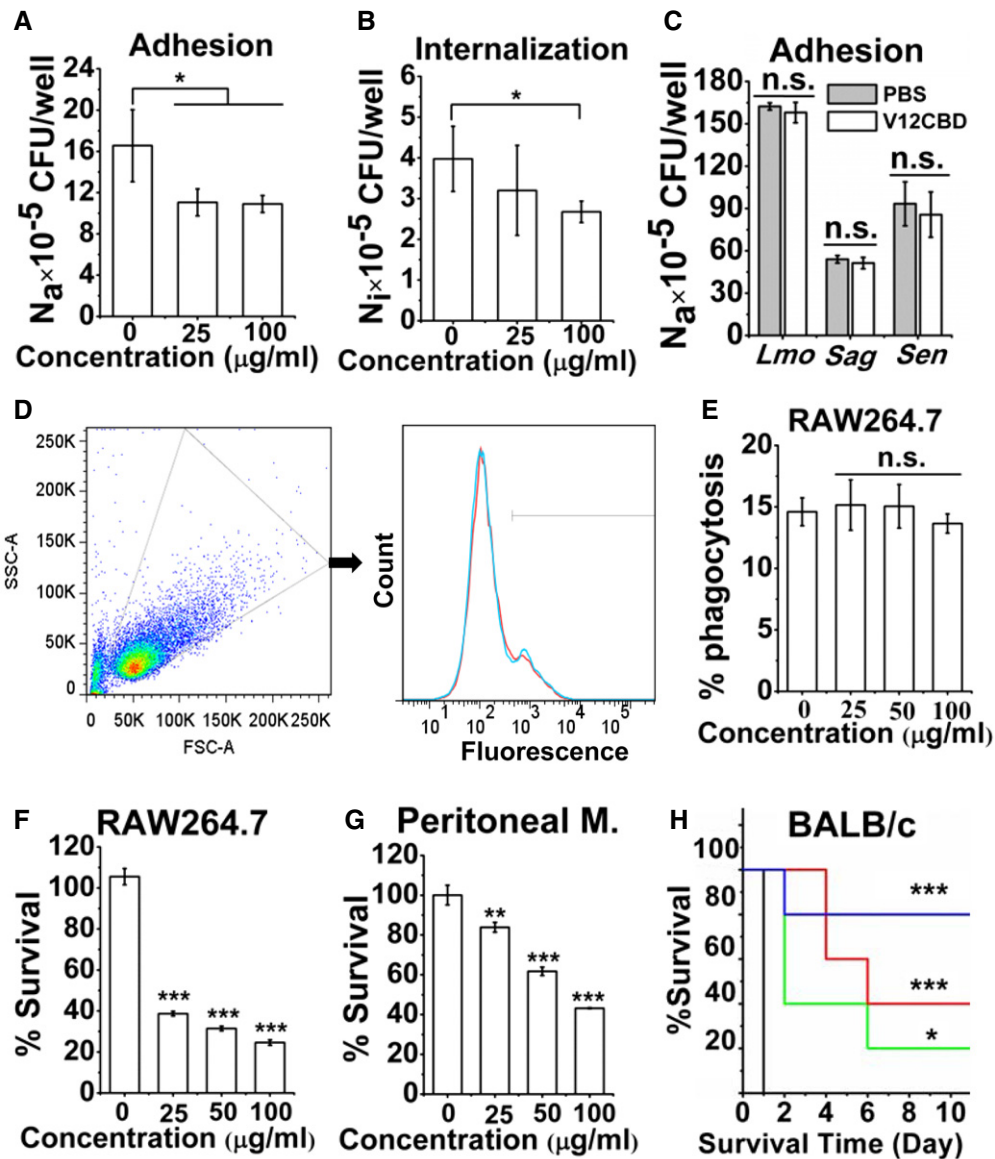 A
Adhesion
Nₐ×10⁻⁵ CFU/well
24
20
16
12
8
4
0
*
0 25 100
Concentration (μg/ml)
B
Internalization
Nᵢ×10⁻⁵ CFU/well
6
5
4
3
2
1
0
*
0 25 100
Concentration (μg/ml)
C
Adhesion
Nₐ×10⁻⁵ CFU/well
180
150
120
90
60
30
0
n.s.
PBS
V12CBD
n.s.
n.s.
Lmo Sag Sen
D
SSC-A
250K
200K
150K
100K
50K
0
0 50K 100K 150K 200K 250K
FSC-A
Count
10¹ 10² 10³ 10⁴ 10⁵
Fluorescence
E
RAW264.7
% phagocytosis
20
15
10
5
0
n.s.
0 25 50 100
Concentration (μg/ml)
F
RAW264.7
% Survival
120
100
80
60
40
20
0
***
***
***
0 25 50 100
Concentration (μg/ml)
G
Peritoneal M.
% Survival
120
100
80
60
40
20
0
**
***
***
0 25 50 100
Concentration (μg/ml)
H
BALB/c
%Survival
100
80
60
40
20
***
***
*
0 2 4 6 8 10
Survival Time (Day)